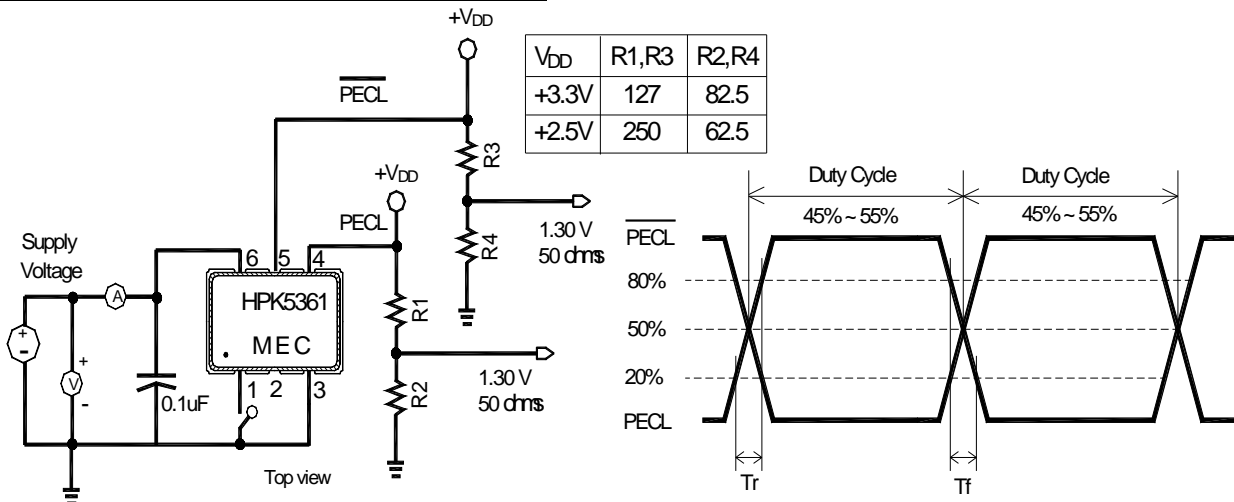 +VDD
VDD R1,R3 R2,R4
+3.3V 127 82.5
+2.5V 250 62.5
PECL
R3
+VDD
PECL
1.30 V
50 ohms
R4
Supply
Voltage
A
+
-
+
V
-
6 5 4
HPK5361
MEC
1 2 3
0.1uF
R1
1.30 V
50 ohms
R2
Top view
Duty Cycle
Duty Cycle
45% ~ 55%
45% ~ 55%
PECL
80%
50%
20%
PECL
Tr
Tf